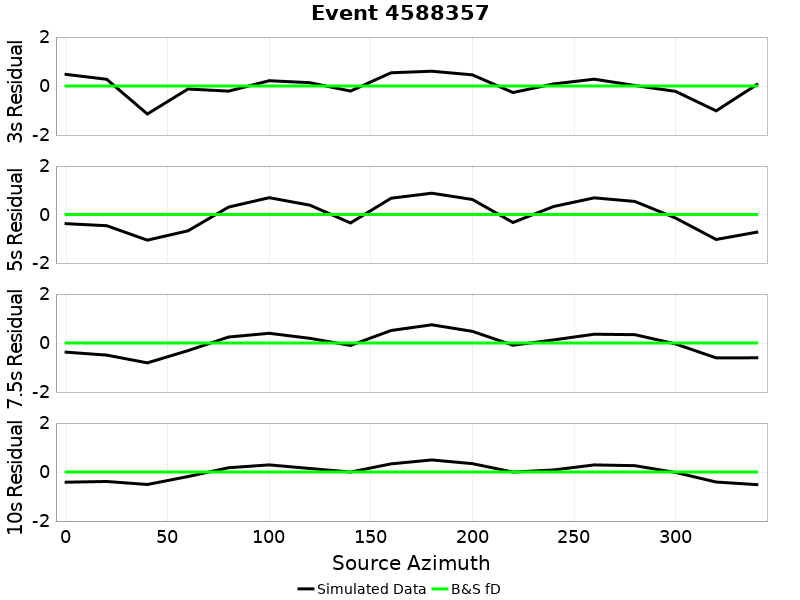 Event 4588357
3s Residual
2
0
-2
5s Residual
2
0
-2
7.5s Residual
2
0
-2
10s Residual
2
0
-2
0 50 100 150 200 250 300
Source Azimuth
Simulated Data B&S fD